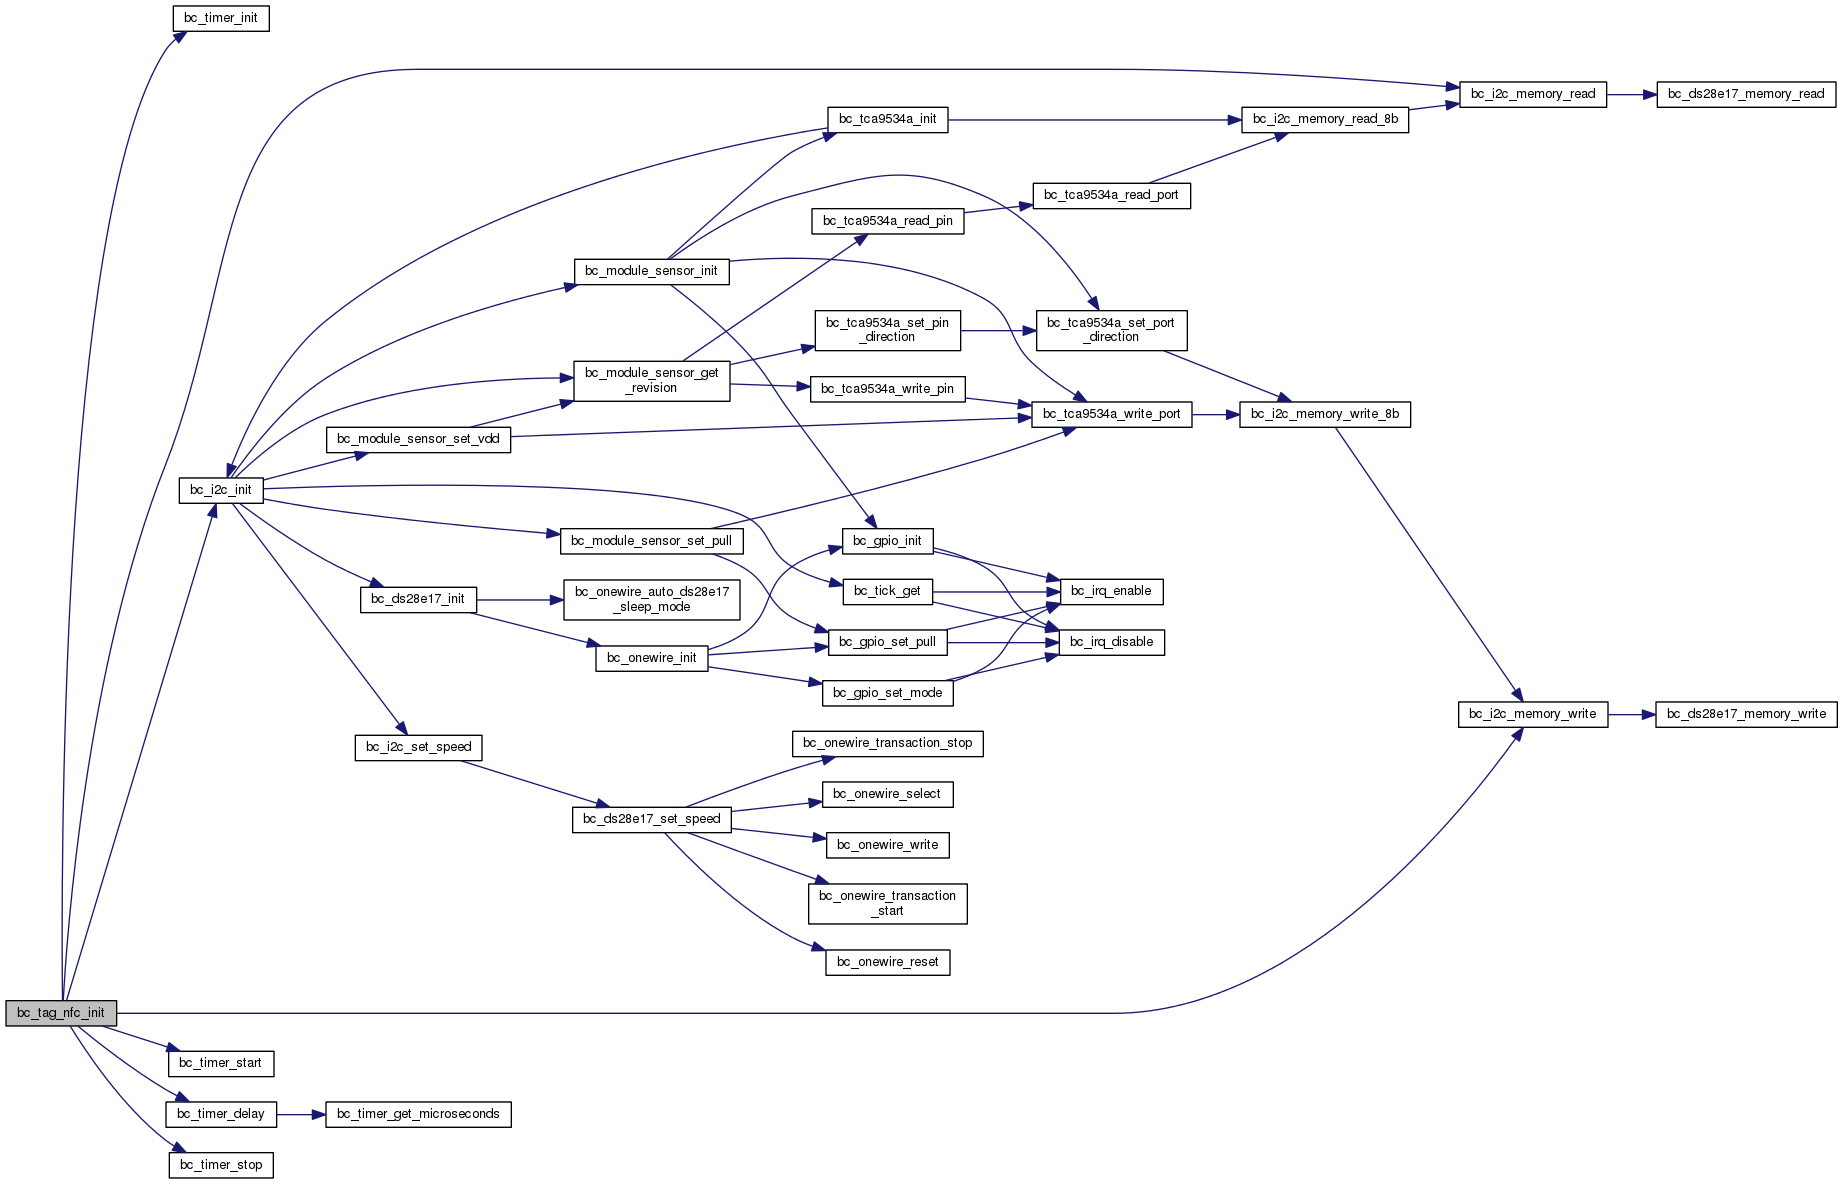 bc_timer_init
bc_i2c_memory_read
bc_ds28e17_memory_read
bc_tca9534a_init
bc_i2c_memory_read_8b
bc_tca9534a_read_port
bc_tca9534a_read_pin
bc_module_sensor_init
bc_tca9534a_set_pin
_direction
bc_tca9534a_set_port
_direction
bc_module_sensor_get
_revision
bc_tca9534a_write_pin
bc_tca9534a_write_port
bc_i2c_memory_write_8b
bc_module_sensor_set_vdd
bc_i2c_init
bc_module_sensor_set_pull
bc_gpio_init
bc_ds28e17_init
bc_onewire_auto_ds28e17
_sleep_mode
bc_tick_get
bc_irq_enable
bc_onewire_init
bc_gpio_set_pull
bc_irq_disable
bc_gpio_set_mode
bc_i2c_memory_write
bc_ds28e17_memory_write
bc_i2c_set_speed
bc_onewire_transaction_stop
bc_onewire_select
bc_ds28e17_set_speed
bc_onewire_write
bc_onewire_transaction
_start
bc_onewire_reset
bc_tag_nfc_init
bc_timer_start
bc_timer_delay
bc_timer_get_microseconds
bc_timer_stop